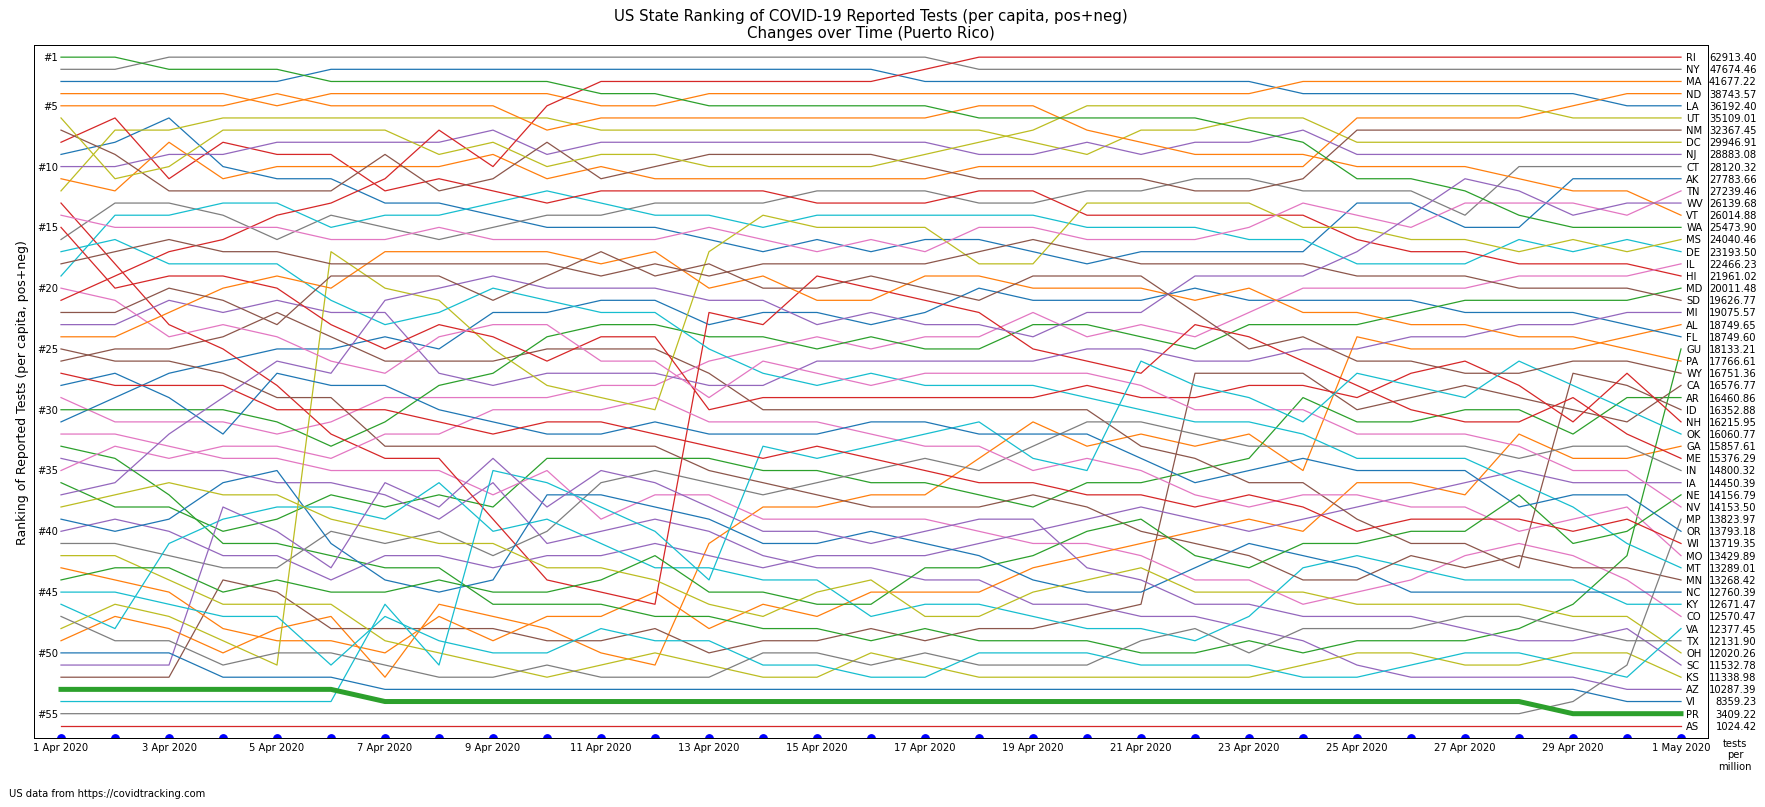 US State Ranking of COVID-19 Reported Tests (per capita, pos+neg)
Changes over Time (Puerto Rico)
Ranking of Reported Tests (per capita, pos+neg)
#1
#5
#10
#15
#20
#25
#30
#35
#40
#45
#50
#55
RI 62913.40
NY 47674.46
MA 41677.22
ND 38743.57
LA 36192.40
UT 35109.01
NM 32367.45
DC 29946.91
NJ 28883.08
CT 28120.32
AK 27783.66
TN 27239.46
WV 26139.68
VT 26014.88
WA 25473.90
MS 24040.46
DE 23193.50
IL 22466.23
HI 21961.02
MD 20011.48
SD 19626.77
MI 19075.57
AL 18749.65
FL 18749.60
GU 18133.21
PA 17766.61
WY 16751.36
CA 16576.77
AR 16460.86
ID 16352.88
NH 16215.95
OK 16060.77
GA 15857.61
ME 15376.29
IN 14800.32
IA 14450.39
NE 14156.79
NV 14153.50
MP 13823.97
OR 13793.18
WI 13719.35
MO 13429.89
MT 13289.01
MN 13268.42
NC 12760.39
KY 12671.47
CO 12570.47
VA 12377.45
TX 12131.90
OH 12020.26
SC 11532.78
KS 11338.98
AZ 10287.39
VI 8359.23
PR 3409.22
AS 1024.42
1 Apr 2020 3 Apr 2020 5 Apr 2020 7 Apr 2020 9 Apr 2020 11 Apr 2020 13 Apr 2020 15 Apr 2020 17 Apr 2020 19 Apr 2020 21 Apr 2020 23 Apr 2020 25 Apr 2020 27 Apr 2020 29 Apr 2020 1 May 2020
tests
per
million
US data from https://covidtracking.com